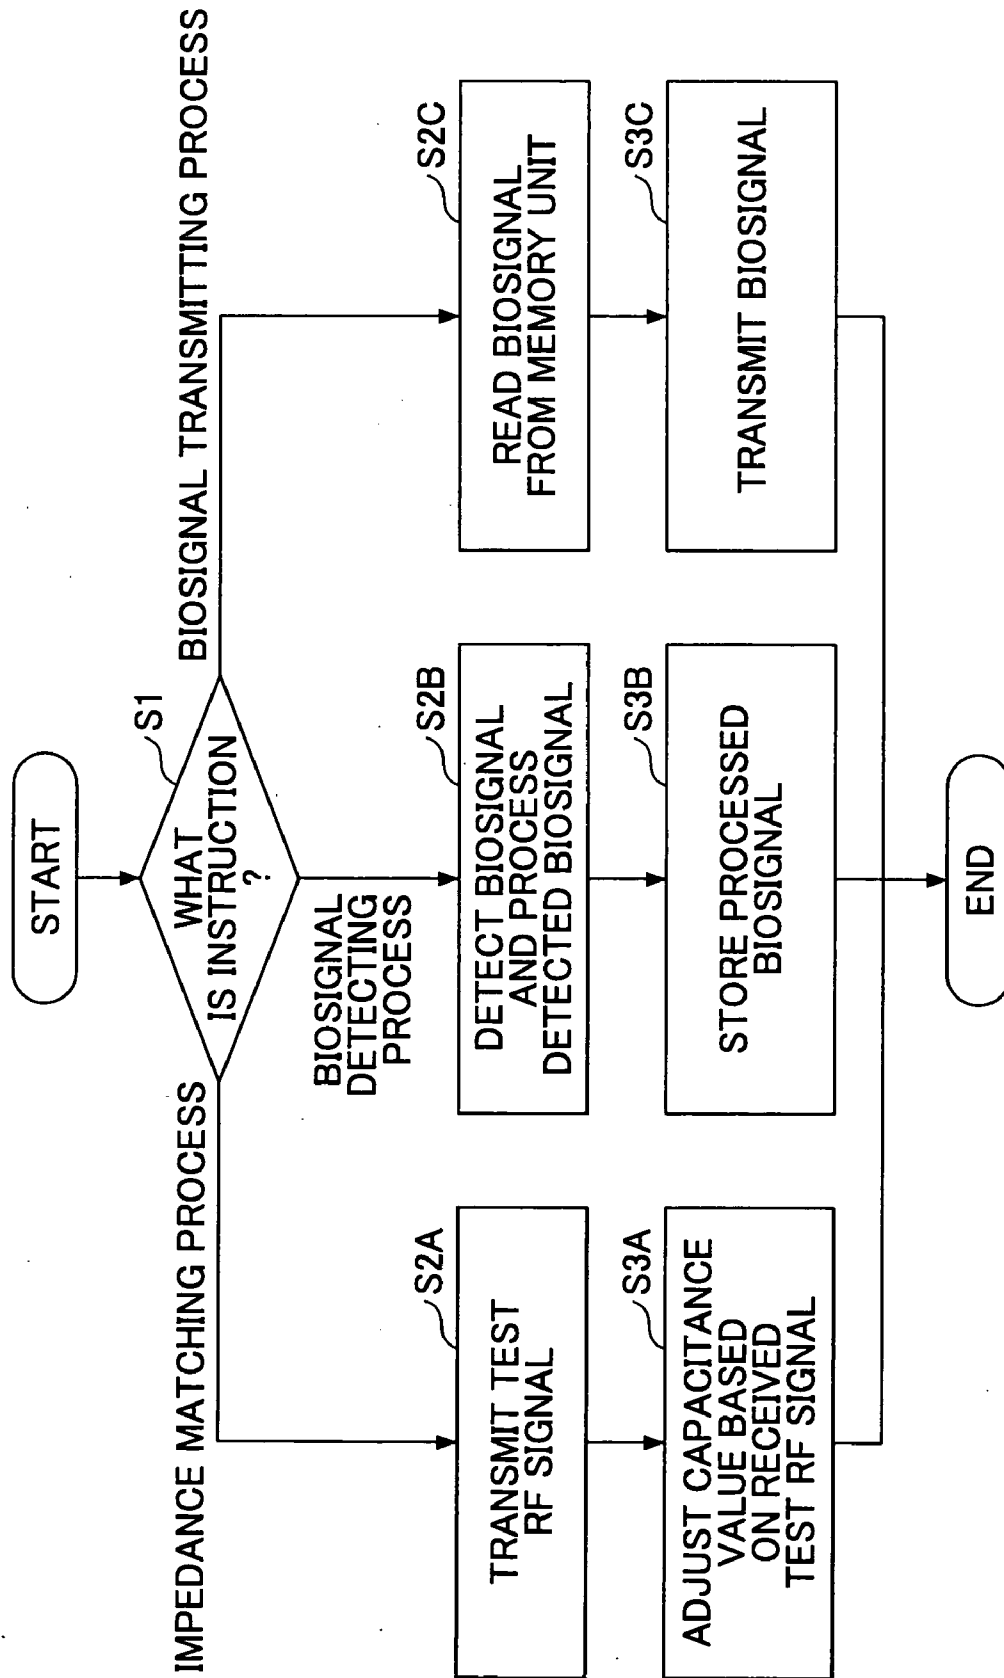 START
S1
WHAT
IS INSTRUCTION
?
IMPEDANCE MATCHING PROCESS
BIOSIGNAL
DETECTING
PROCESS
BIOSIGNAL TRANSMITTING PROCESS
S2A
TRANSMIT TEST
RF SIGNAL
S2B
DETECT BIOSIGNAL
AND PROCESS
DETECTED BIOSIGNAL
S2C
READ BIOSIGNAL
FROM MEMORY UNIT
S3A
ADJUST CAPACITANCE
VALUE BASED
ON RECEIVED
TEST RF SIGNAL
S3B
STORE PROCESSED
BIOSIGNAL
S3C
TRANSMIT BIOSIGNAL
END